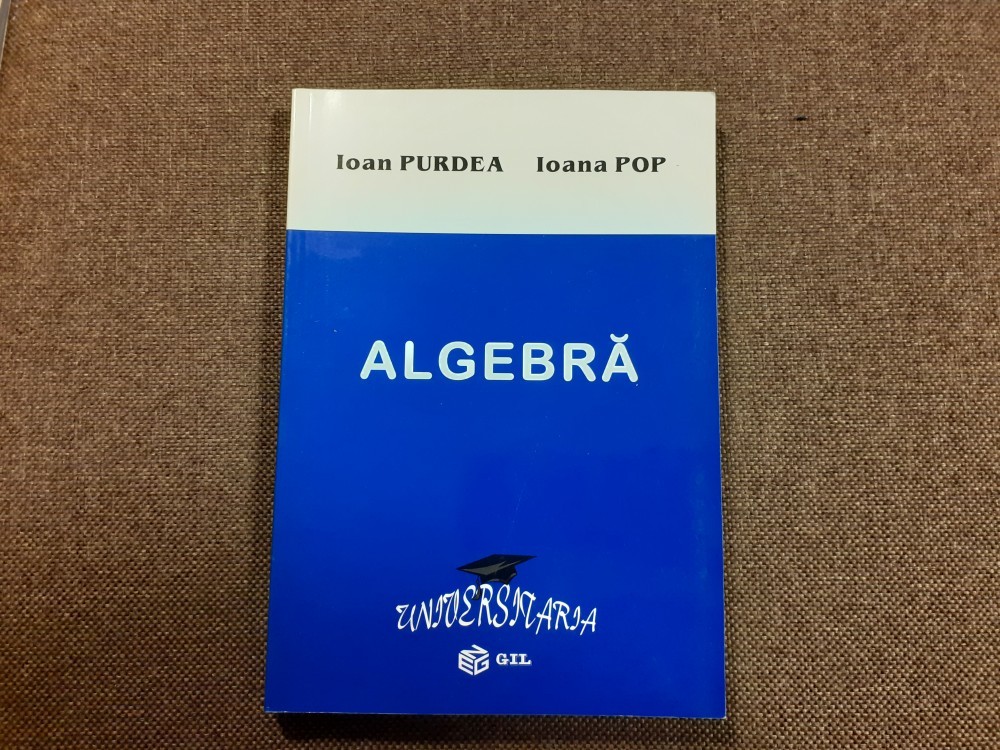 Ioan PURDEA Ioana POP
ALGEBRĂ
UNIVERSITARIA
GIL